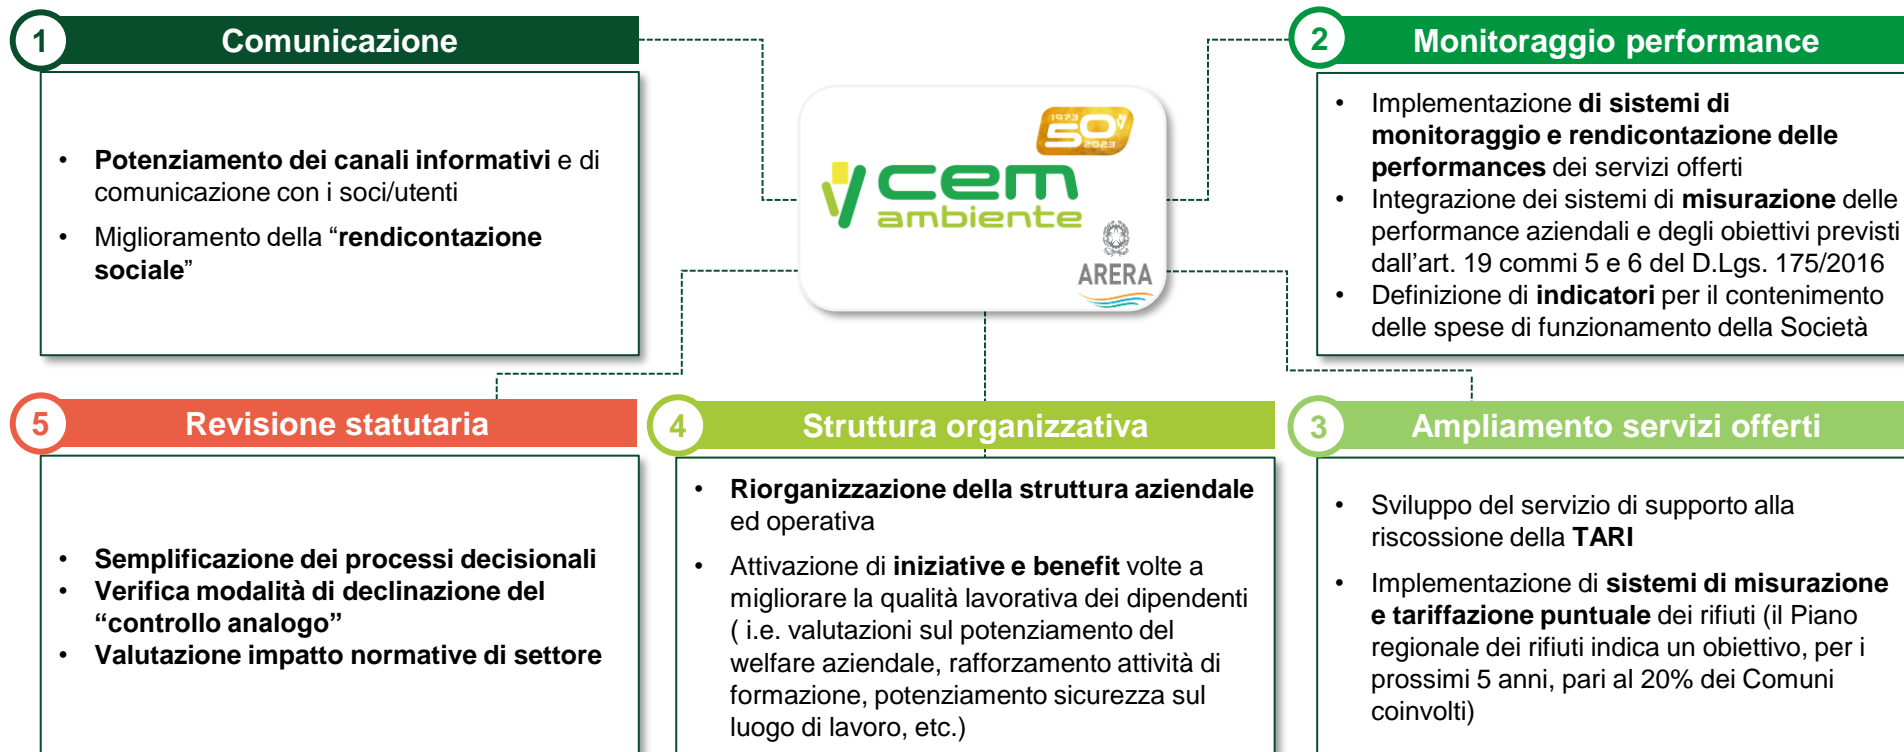 1
Comunicazione
• Potenziamento dei canali informativi e di
comunicazione con i soci/utenti
• Miglioramento della “rendicontazione
sociale”
1973
50
2023
cem
ambiente
ARERA
2
Monitoraggio performance
• Implementazione di sistemi di
monitoraggio e rendicontazione delle
performances dei servizi offerti
• Integrazione dei sistemi di misurazione delle
performance aziendali e degli obiettivi previsti
dall’art. 19 commi 5 e 6 del D.Lgs. 175/2016
• Definizione di indicatori per il contenimento
delle spese di funzionamento della Società
5
Revisione statutaria
• Semplificazione dei processi decisionali
• Verifica modalità di declinazione del
“controllo analogo”
• Valutazione impatto normative di settore
4
Struttura organizzativa
• Riorganizzazione della struttura aziendale
ed operativa
• Attivazione di iniziative e benefit volte a
migliorare la qualità lavorativa dei dipendenti
( i.e. valutazioni sul potenziamento del
welfare aziendale, rafforzamento attività di
formazione, potenziamento sicurezza sul
luogo di lavoro, etc.)
3
Ampliamento servizi offerti
• Sviluppo del servizio di supporto alla
riscossione della TARI
• Implementazione di sistemi di misurazione
e tariffazione puntuale dei rifiuti (il Piano
regionale dei rifiuti indica un obiettivo, per i
prossimi 5 anni, pari al 20% dei Comuni
coinvolti)